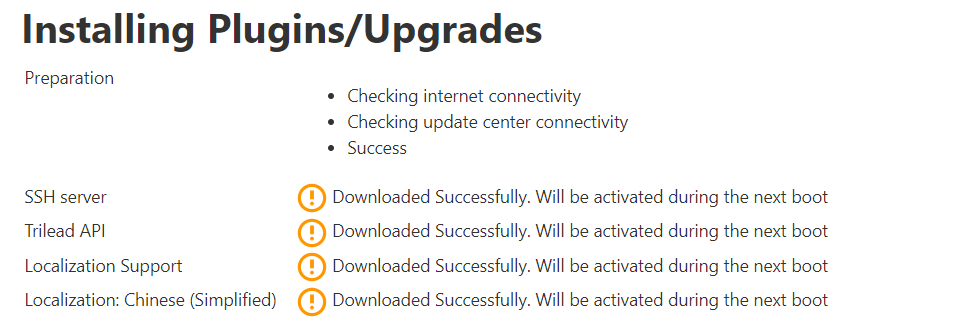 Installing Plugins/Upgrades
Preparation
Checking internet connectivity
Checking update center connectivity
Success
SSH server Downloaded Successfully. Will be activated during the next boot
Trilead API Downloaded Successfully. Will be activated during the next boot
Localization Support Downloaded Successfully. Will be activated during the next boot
Localization: Chinese (Simplified) Downloaded Successfully. Will be activated during the next boot